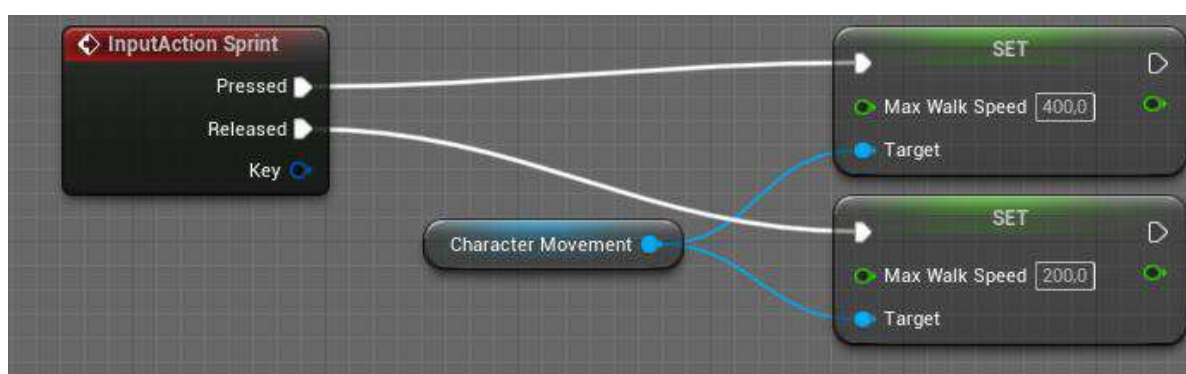 InputAction Sprint
Pressed
Released
Key
Character Movement
SET
Max Walk Speed 400,0
Target
SET
Max Walk Speed 200,0
Target